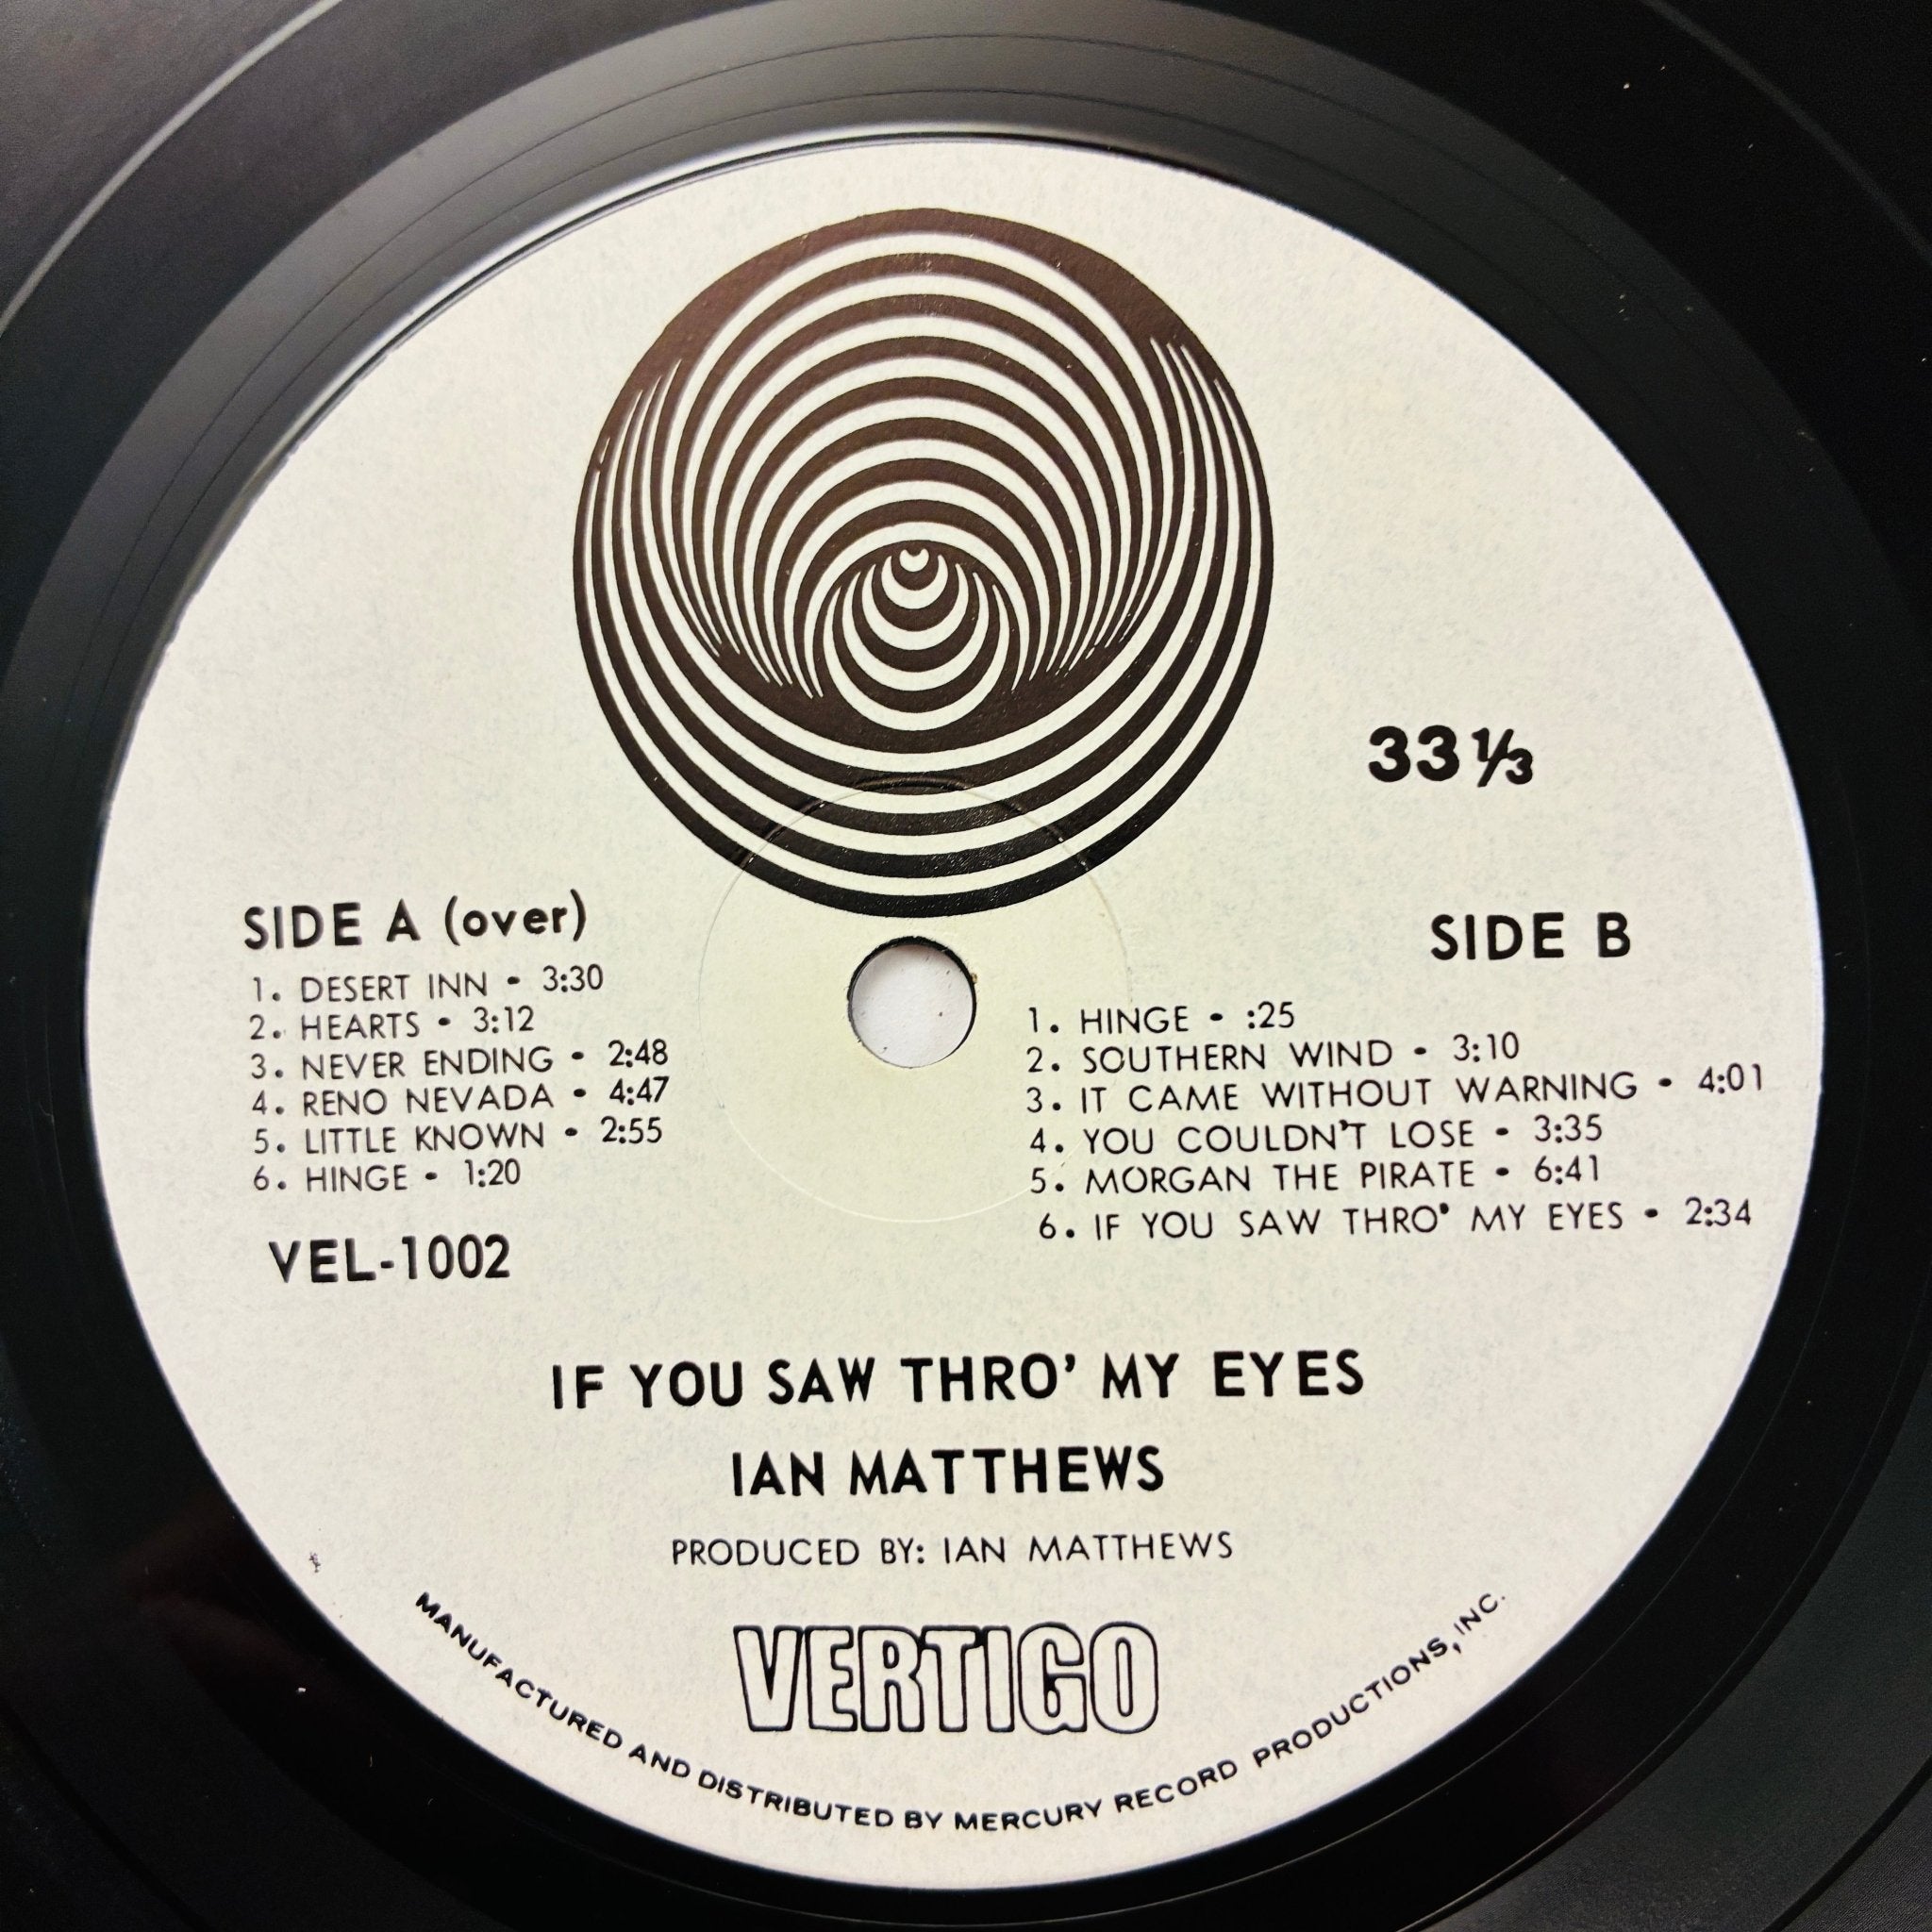 33 1/3
SIDE A (over)
1. DESERT INN • 3:30
2. HEARTS • 3:12
3. NEVER ENDING • 2:48
4. RENO NEVADA • 4:47
5. LITTLE KNOWN • 2:55
6. HINGE • 1:20
VEL-1002
SIDE B
1. HINGE • :25
2. SOUTHERN WIND • 3:10
3. IT CAME WITHOUT WARNING • 4:01
4. YOU COULDN'T LOSE • 3:35
5. MORGAN THE PIRATE • 6:41
6. IF YOU SAW THRO' MY EYES • 2:34
IF YOU SAW THRO' MY EYES
IAN MATTHEWS
PRODUCED BY: IAN MATTHEWS
VERTIGO
MANUFACTURED AND DISTRIBUTED BY MERCURY RECORD PRODUCTIONS, INC.